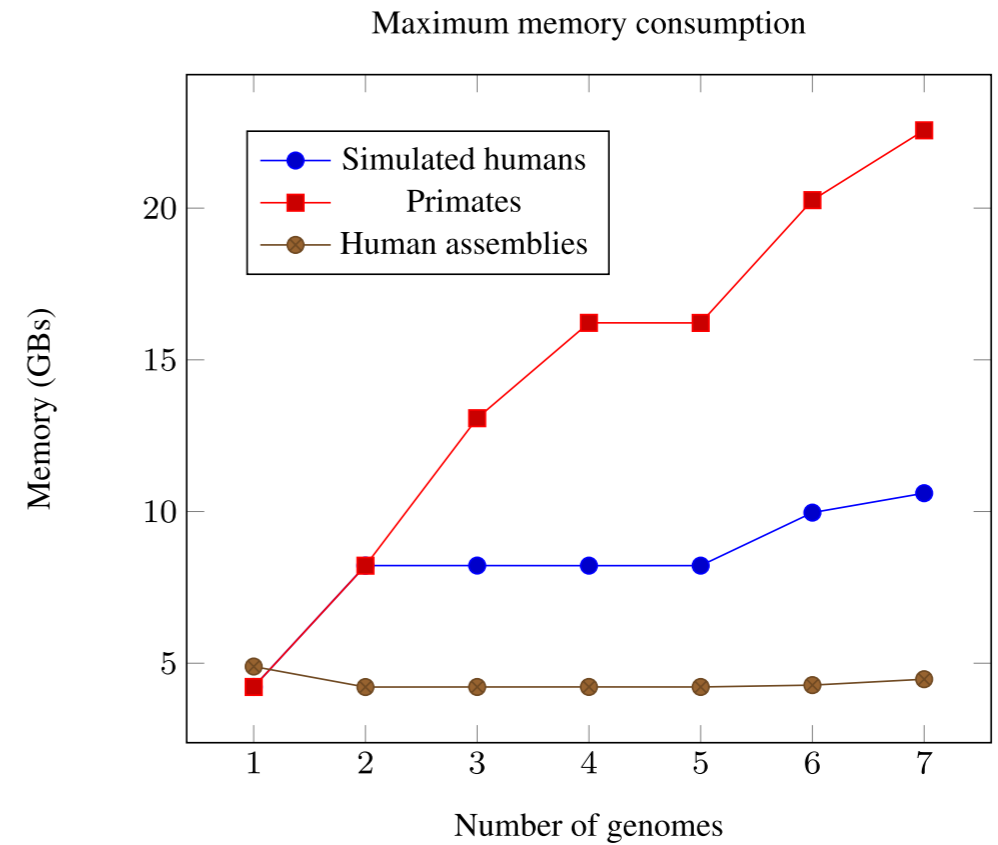 Maximum memory consumption
Simulated humans
Primates
Human assemblies
20
15
10
5
Memory (GBs)
1 2 3 4 5 6 7
Number of genomes